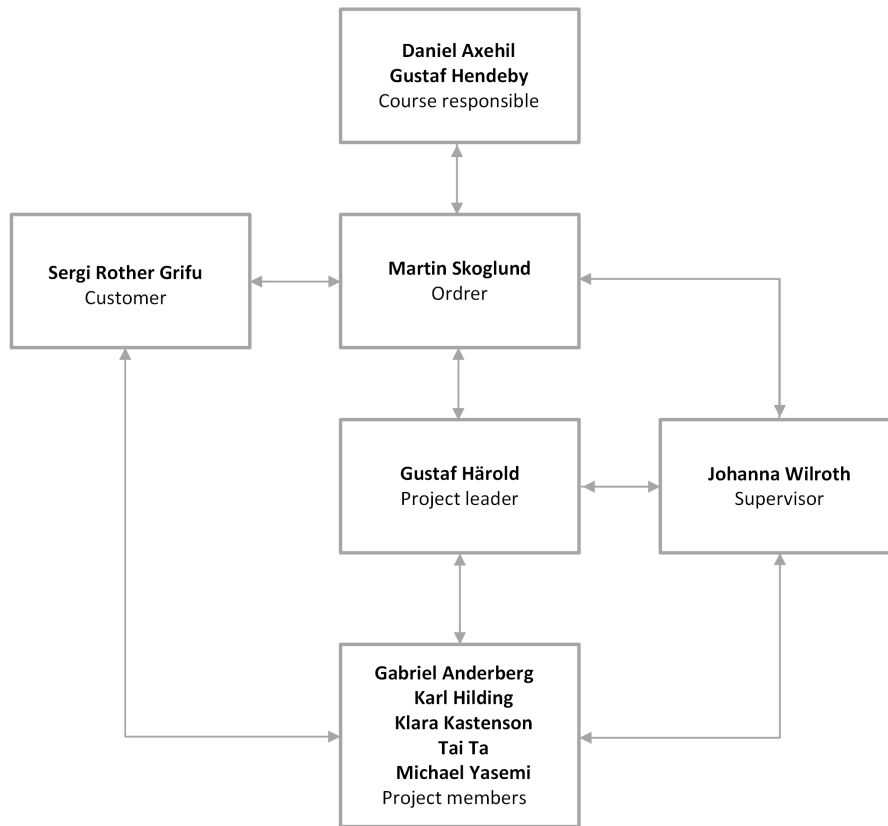 Daniel Axehil
Gustaf Hendeby
Course responsible
Sergi Rother Grifu
Customer
Martin Skoglund
Ordrer
Gustaf Härold
Project leader
Johanna Wilroth
Supervisor
Gabriel Anderberg
Karl Hilding
Klara Kastenson
Tai Ta
Michael Yasemi
Project members